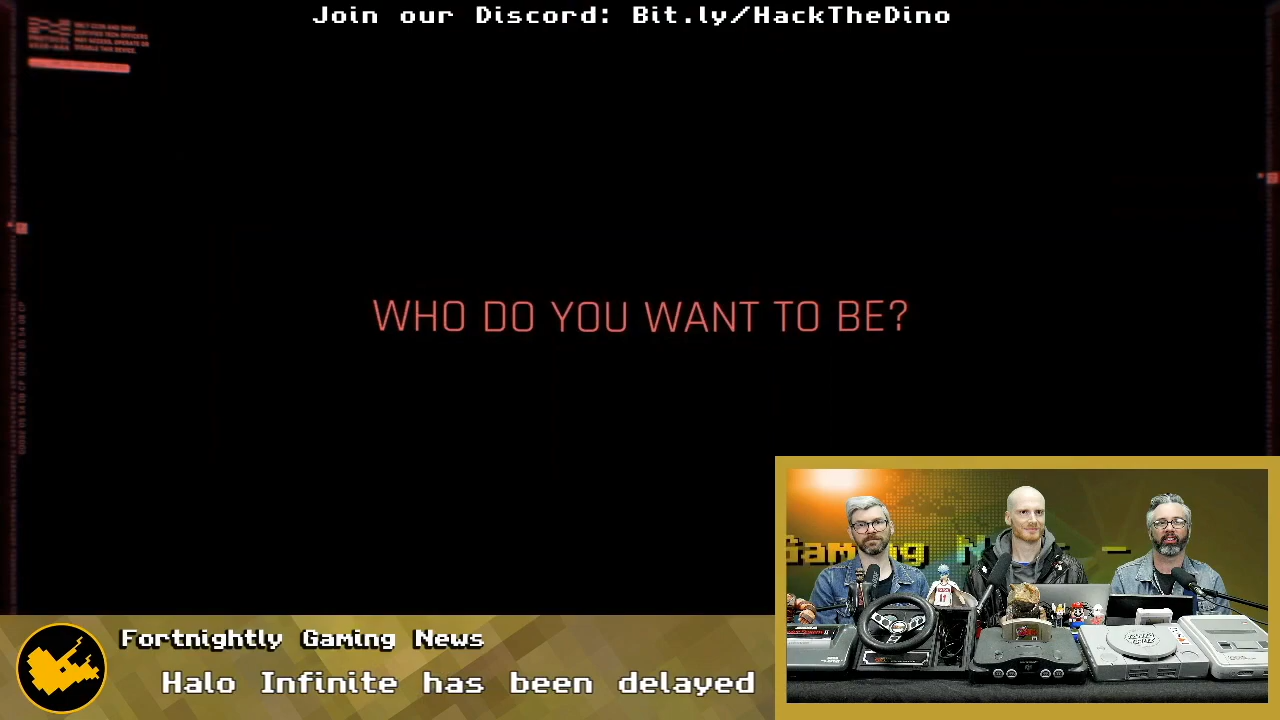 Join our Discord: Bit.ly/HackTheDino
WHO DO YOU WANT TO BE?
Gaming N
Fortnightly Gaming News
Halo Infinite has been delayed